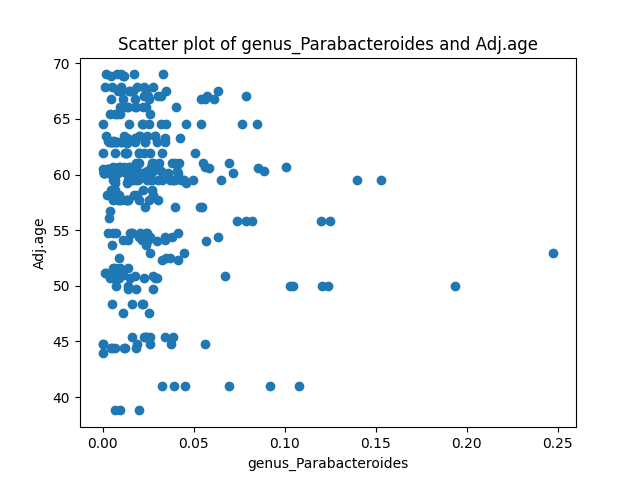 Scatter plot of genus_Parabacteroides and Adj.age
70
65
60
55
50
45
40
Adj.age
0.00 0.05 0.10 0.15 0.20 0.25
genus_Parabacteroides